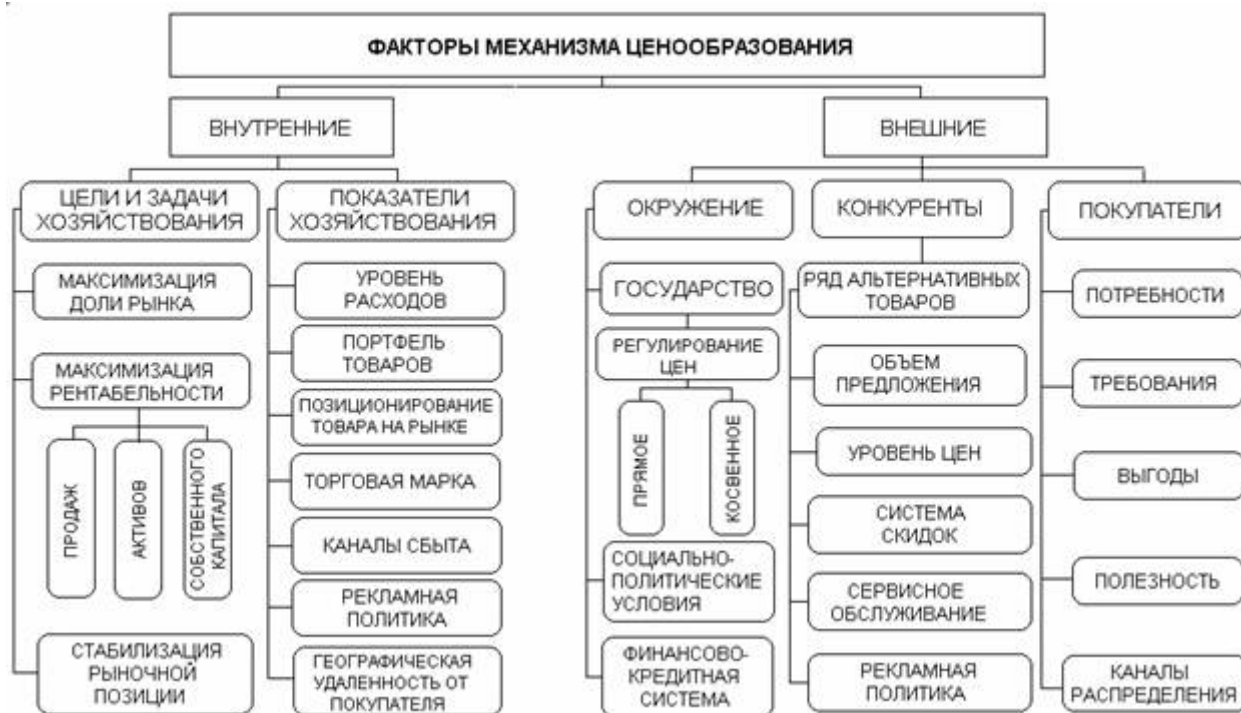 ФАКТОРЫ МЕХАНИЗМА ЦЕНООБРАЗОВАНИЯ
ВНУТРЕННИЕ
ВНЕШНИЕ
ЦЕЛИ И ЗАДАЧИ
ХОЗЯЙСТВОВАНИЯ
МАКСИМИЗАЦИЯ
ДОЛИ РЫНКА
МАКСИМИЗАЦИЯ
РЕНТАБЕЛЬНОСТИ
ПРОДАЖ
АКТИВОВ
СОБСТВЕННОГО
КАПИТАЛА
СТАБИЛИЗАЦИЯ
РЫНОЧНОЙ
ПОЗИЦИИ
ПОКАЗАТЕЛИ
ХОЗЯЙСТВОВАНИЯ
УРОВЕНЬ
РАСХОДОВ
ПОРТФЕЛЬ
ТОВАРОВ
ПОЗИЦИОНИРОВАНИЕ
ТОВАРА НА РЫНКЕ
ТОРГОВАЯ МАРКА
КАНАЛЫ СБЫТА
РЕКЛАМНАЯ
ПОЛИТИКА
ГЕОГРАФИЧЕСКАЯ
УДАЛЕННОСТЬ ОТ
ПОКУПАТЕЛЯ
ОКРУЖЕНИЕ
ГОСУДАРСТВО
РЕГУЛИРОВАНИЕ
ЦЕН
ПРЯМОЕ
КОСВЕННОЕ
СОЦИАЛЬНО-
ПОЛИТИЧЕСКИЕ
УСЛОВИЯ
ФИНАНСОВО-
КРЕДИТНАЯ
СИСТЕМА
КОНКУРЕНТЫ
РЯД АЛЬТЕРНАТИВНЫХ
ТОВАРОВ
ОБЪЕМ
ПРЕДЛОЖЕНИЯ
УРОВЕНЬ ЦЕН
СИСТЕМА
СКИДОК
СЕРВИСНОЕ
ОБСЛУЖИВАНИЕ
РЕКЛАМНАЯ
ПОЛИТИКА
ПОКУПАТЕЛИ
ПОТРЕБНОСТИ
ТРЕБОВАНИЯ
ВЫГОДЫ
ПОЛЕЗНОСТЬ
КАНАЛЫ
РАСПРЕДЕЛЕНИЯ